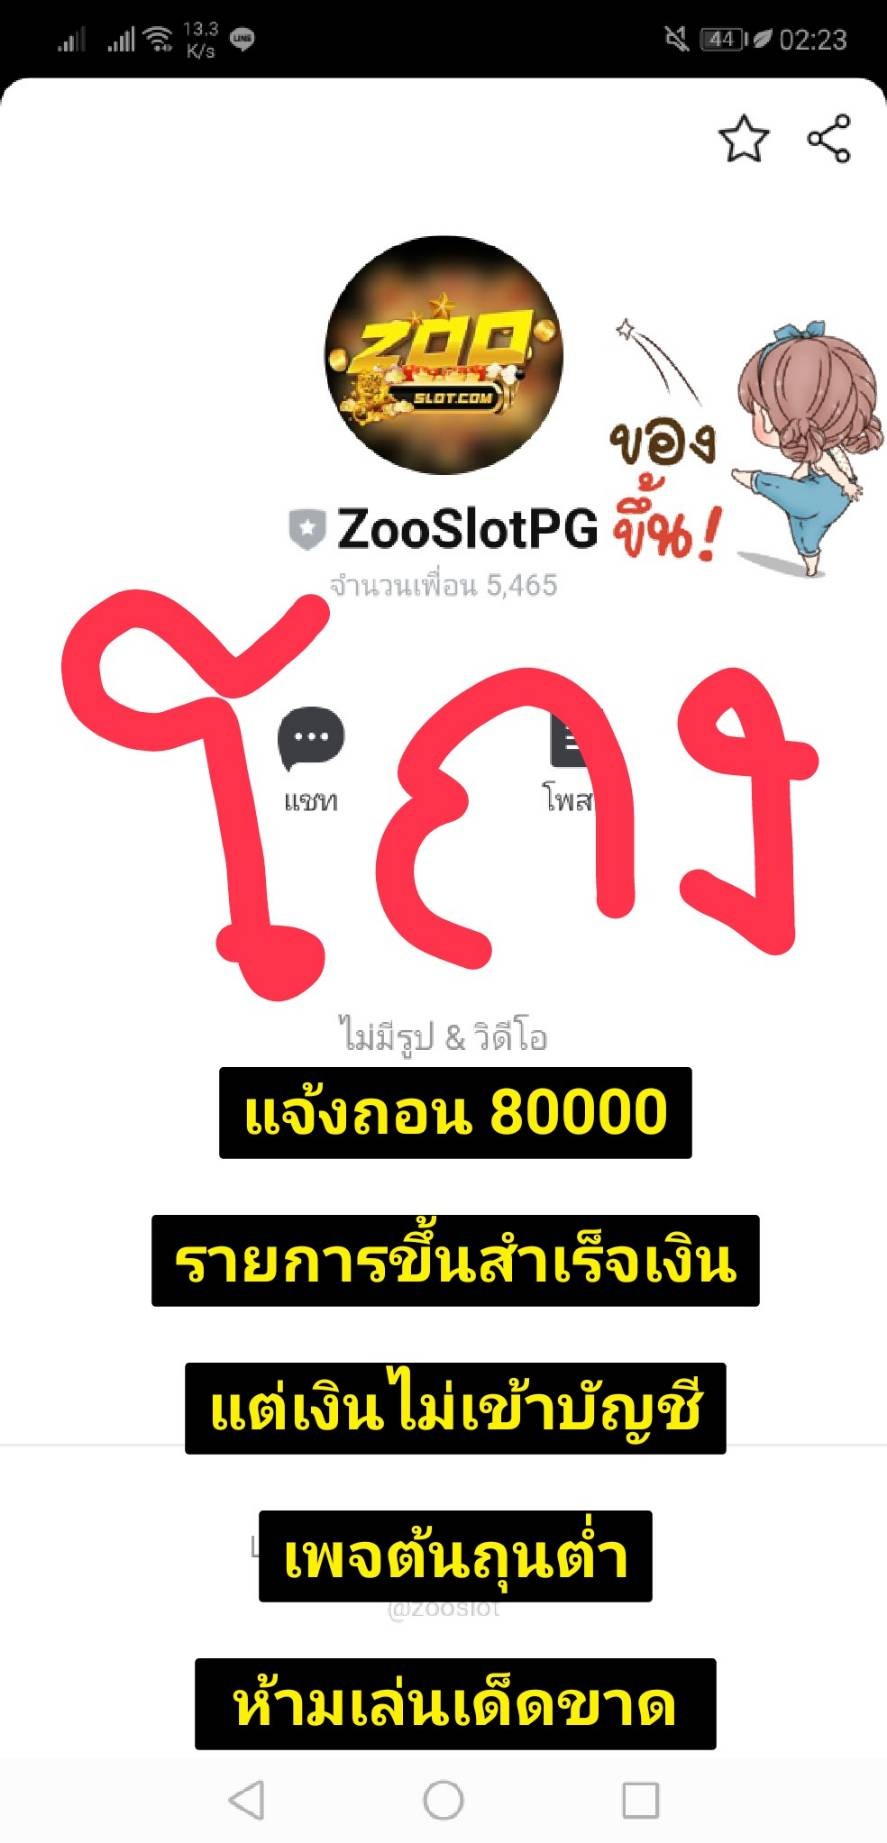 13.3
K/s
LINE
44
02:23
ZOO
SLOT.COM
ของ
ขึ้น!
ZooSlotPG
จำนวนเพื่อน 5,465
โกง
แชท
โพส
ไม่มีรูป & วิดีโอ
แจ้งถอน 80000
รายการขึ้นสำเร็จเงิน
แต่เงินไม่เข้าบัญชี
เพจต้นถุนต่ำ
@zooslot
ห้ามเล่นเด็ดขาด